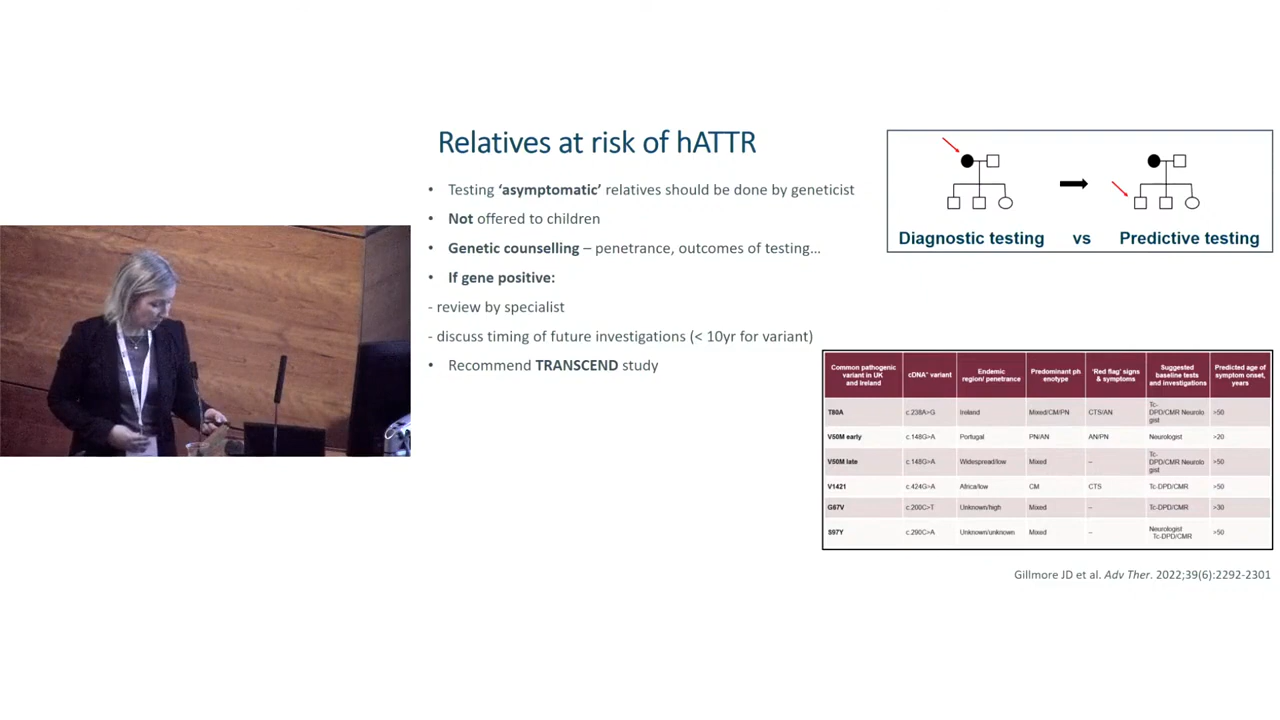 Relatives at risk of hATTR
• Testing ‘asymptomatic’ relatives should be done by geneticist
• Not offered to children
• Genetic counselling – penetrance, outcomes of testing...
• If gene positive:
- review by specialist
- discuss timing of future investigations (< 10yr for variant)
• Recommend TRANSCEND study
Diagnostic testing vs Predictive testing
Common pathogenic variant in UK and Ireland | cDNA* variant | Endemic region/ penetrance | Predominant ph enotype | ‘Red flag’ signs & symptoms | Suggested baseline tests and investigations | Predicted age of symptom onset, years
T80A | c.238A>G | Ireland | Mixed/CM/PN | CTS/AN | Tc-DPD/CMR Neurolo gist | >50
V50M early | c.148G>A | Portugal | PN/AN | AN/PN | Neurologist | >20
V50M late | c.148G>A | Widespread/low | Mixed | – | Tc-DPD/CMR Neurolo gist | >50
V1421 | c.424G>A | Africa/low | CM | CTS | Tc-DPD/CMR | >50
G67V | c.200C>T | Unknown/high | Mixed | – | Tc-DPD/CMR | >30
S97Y | c.290C>A | Unknown/unknown | Mixed | – | Neurologist Tc-DPD/CMR | >50
Gillmore JD et al. Adv Ther. 2022;39(6):2292-2301